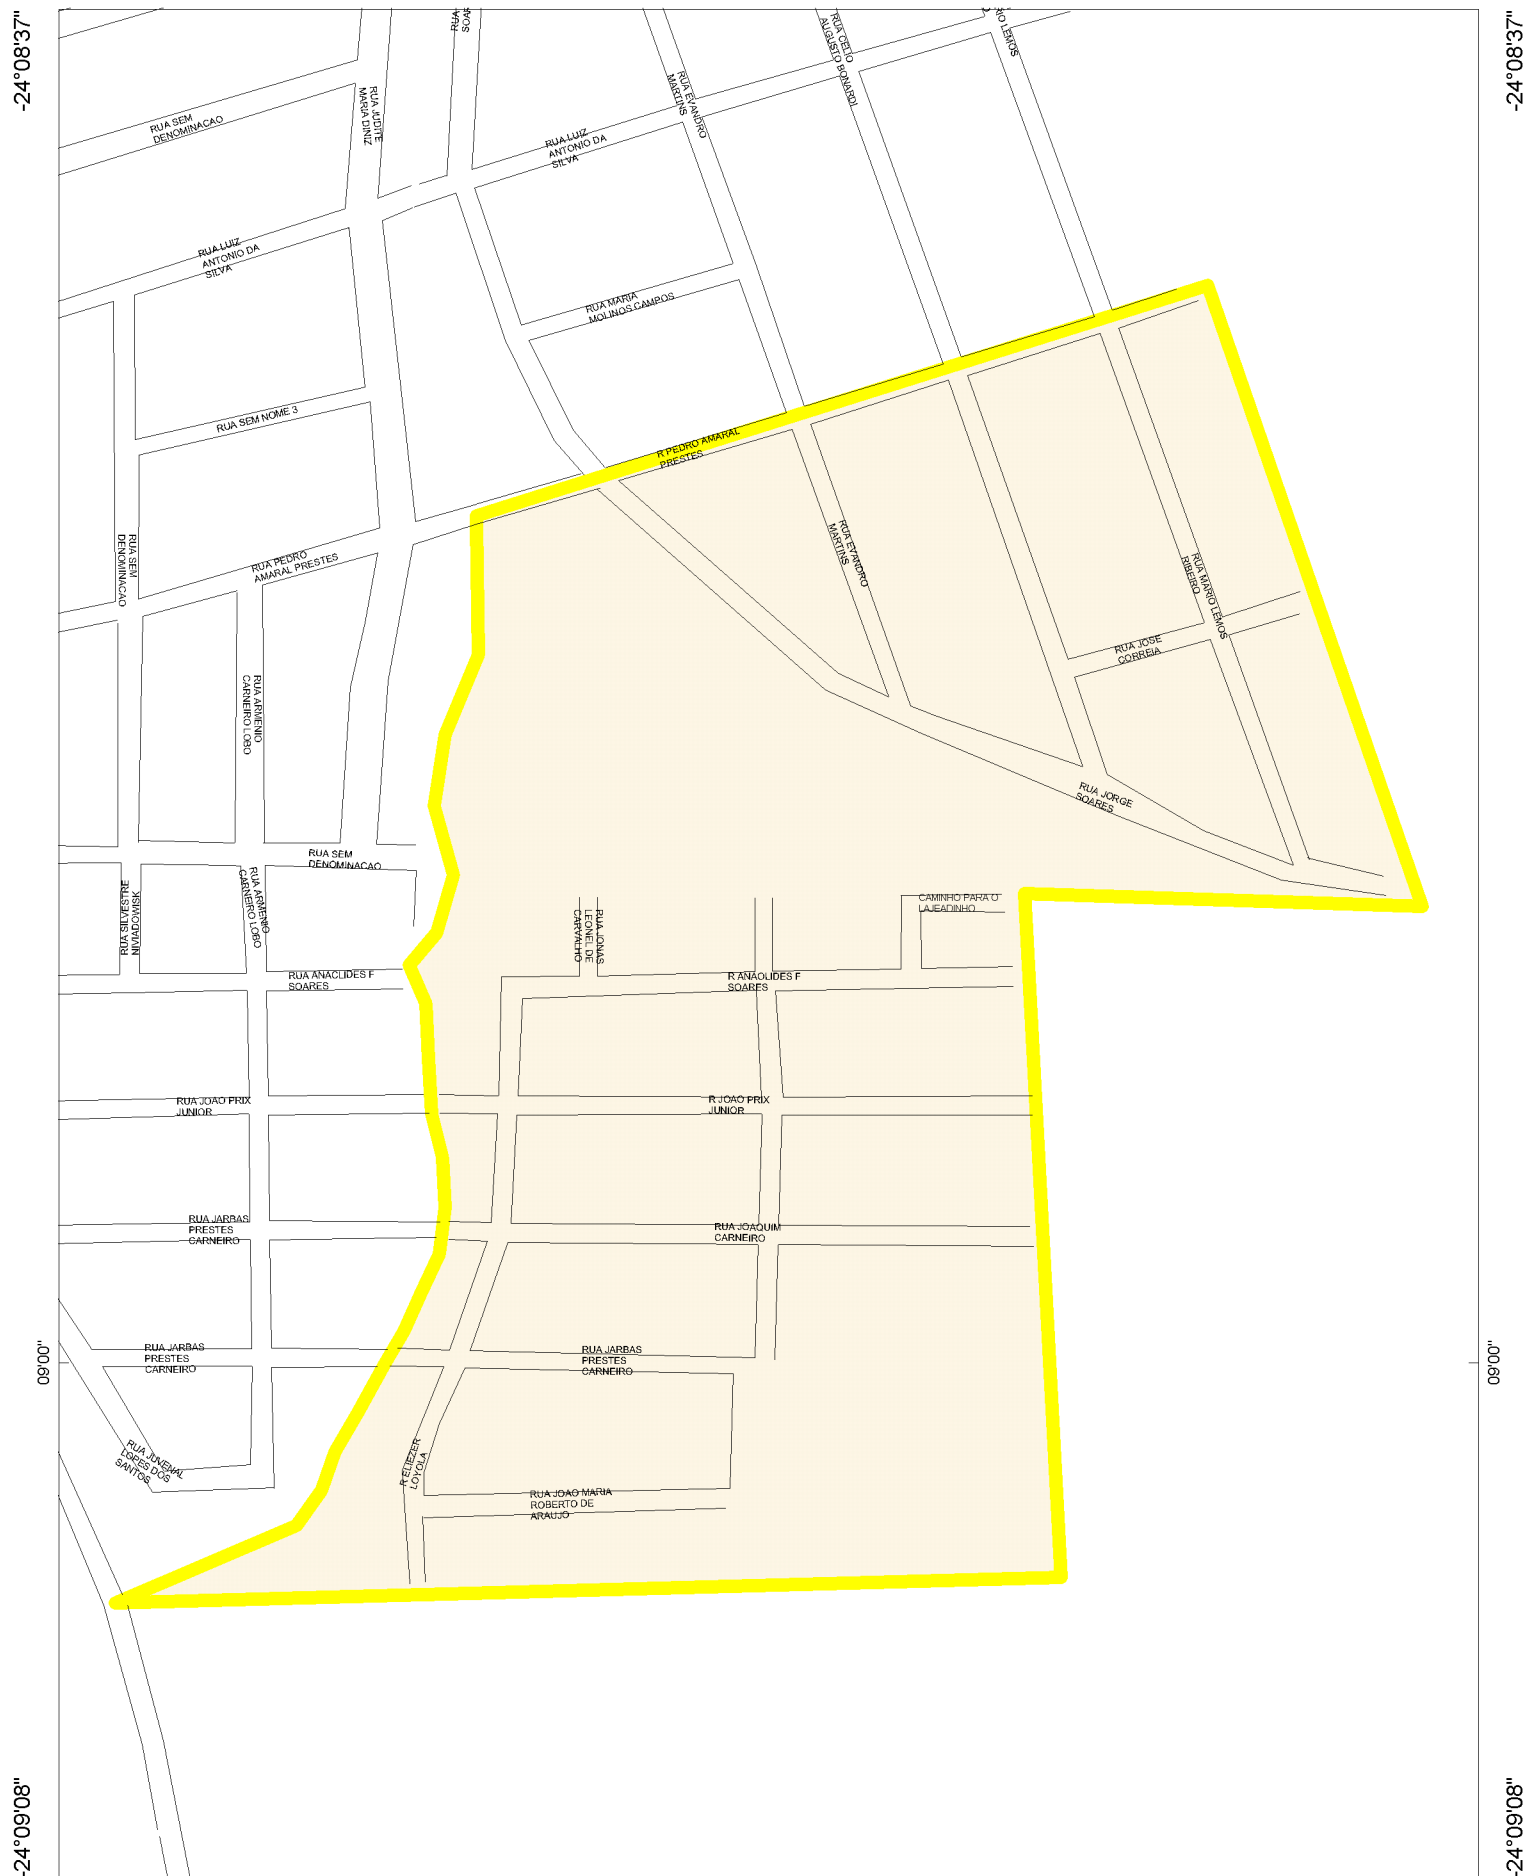 -24°08'37"
-24°08'37"
RUA
SOAR
RUA CELIO
AUGUSTO BONARDI
RIO LEMOS
RUA SEM
DENOMINACAO
RUA JUDITE
MARIA DINIZ
RUA EVANDRO
MARTINS
RUA LUIZ
ANTONIO DA
SILVA
RUA LUIZ
ANTONIO DA
SILVA
RUA MARIA
MOLINOS CAMPOS
RUA SEM NOME 3
R PEDRO AMARAL
PRESTES
RUA SEM
DENOMINACAO
RUA PEDRO
AMARAL PRESTES
RUA EVANDRO
MARTINS
RUA MARIO LEMOS
RIBEIRO
RUA JOSE
CORREIA
RUA ARMENIO
CARNEIRO LOBO
RUA JORGE
SOARES
RUA SEM
DENOMINACAO
RUA SILVESTRE
NIVIADOWISK
RUA ARMENIO
CARNEIRO LOBO
RUA JONAS
LEONEL DE
CARVALHO
CAMINHO PARA O
LAJEADINHO
RUA ANACLIDES F
SOARES
R ANAOLIDES F
SOARES
RUA JOAO PRIX
JUNIOR
R JOAO PRIX
JUNIOR
RUA JARBAS
PRESTES
CARNEIRO
RUA JOAQUIM
CARNEIRO
RUA JARBAS
PRESTES
CARNEIRO
RUA JARBAS
PRESTES
CARNEIRO
09'00"
09'00"
RUA JUVENAL
LOPES DOS
SANTOS
R ELIEZER
LOYOLA
RUA JOAO MARIA
ROBERTO DE
ARAUJO
-24°09'08"
-24°09'08"